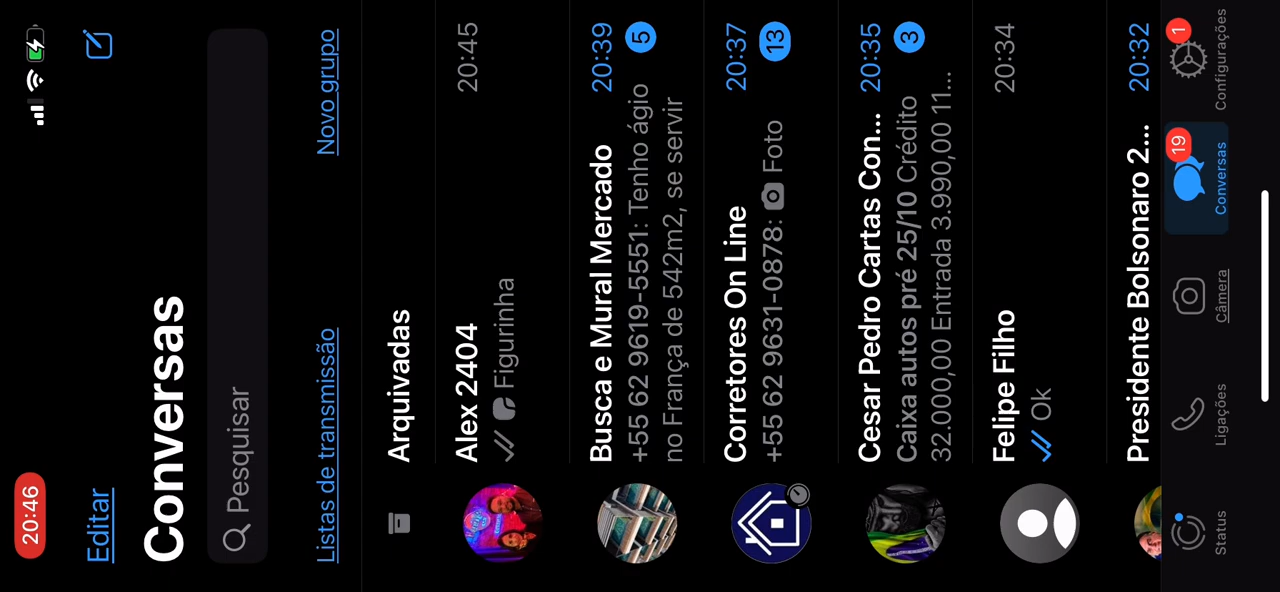 20:46
Editar
Conversas
Pesquisar
Listas de transmissão
Novo grupo
Arquivadas
Alex 2404
20:45
Figurinha
Busca e Mural Mercado
20:39
+55 62 9619-5551: Tenho ágio
5
no França de 542m2, se servir
Corretores On Line
20:37
+55 62 9631-0878: Foto
13
Cesar Pedro Cartas Con...
20:35
Caixa autos pré 25/10 Crédito
3
32.000,00 Entrada 3.990,00 11...
Felipe Filho
20:34
Ok
Presidente Bolsonaro 2...
20:32
19
1
Status
Ligações
Câmera
Conversas
Configurações